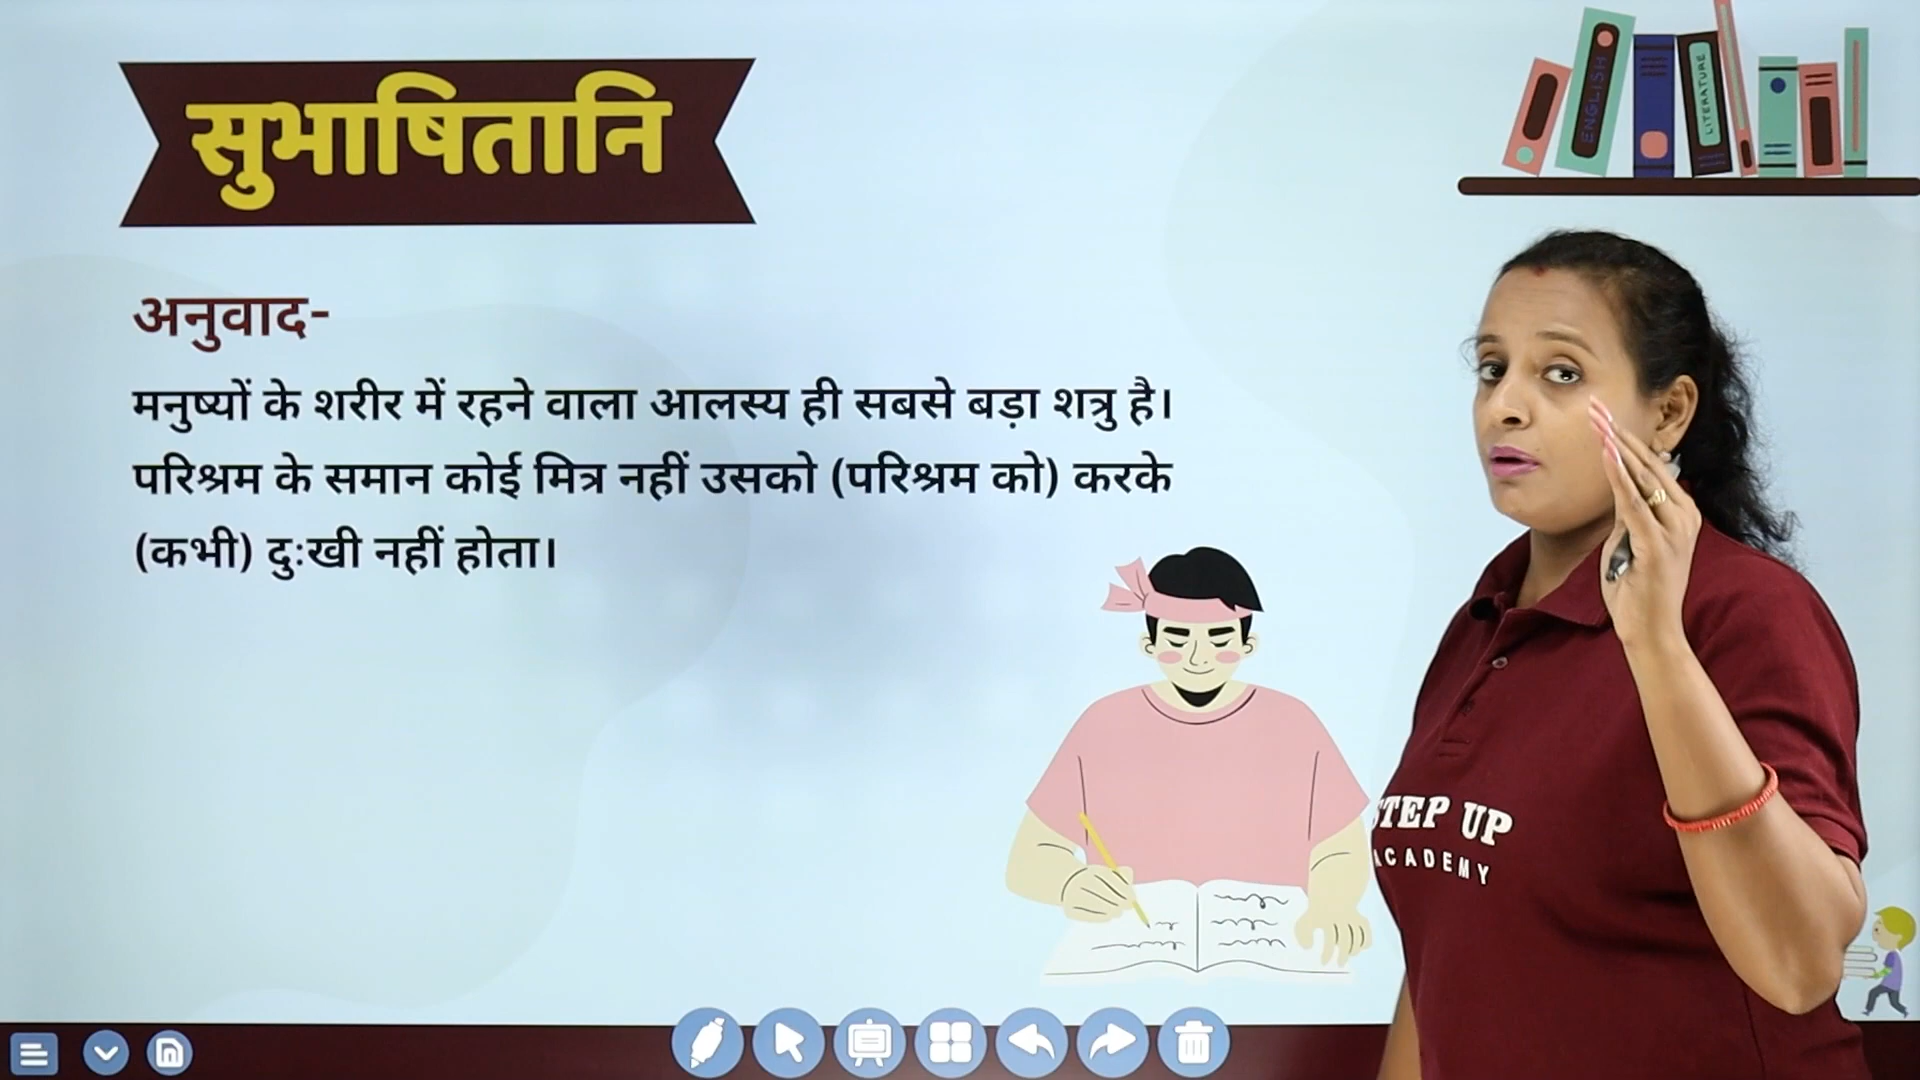 सुभाषितानि
ENGLISH
LITERATURE
अनुवाद-
मनुष्यों के शरीर में रहने वाला आलस्य ही सबसे बड़ा शत्रु है।
परिश्रम के समान कोई मित्र नहीं उसको (परिश्रम को) करके
(कभी) दुःखी नहीं होता।
STEP UP
ACADEMY